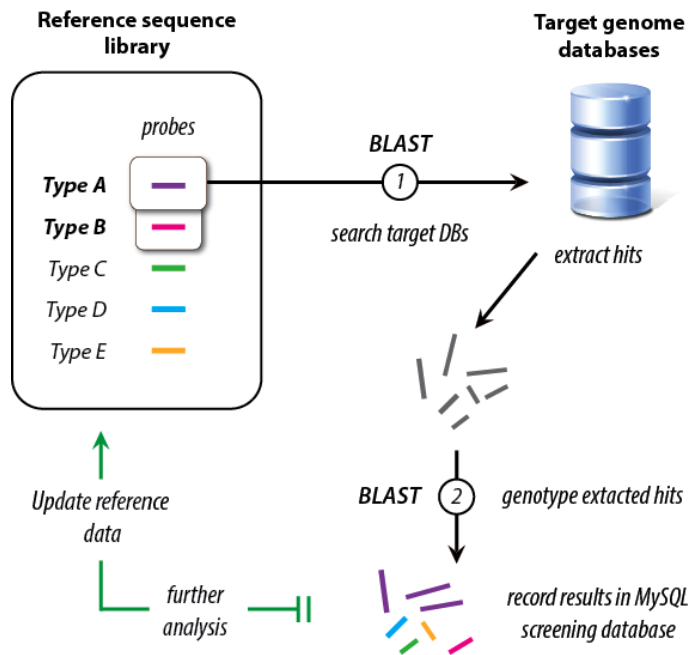 Reference sequence
library
probes
Type A
Type B
Type C
Type D
Type E
BLAST
1
search target DBs
Target genome
databases
extract hits
BLAST
2
genotype extacted hits
record results in MySQL
screening database
further
analysis
Update reference
data